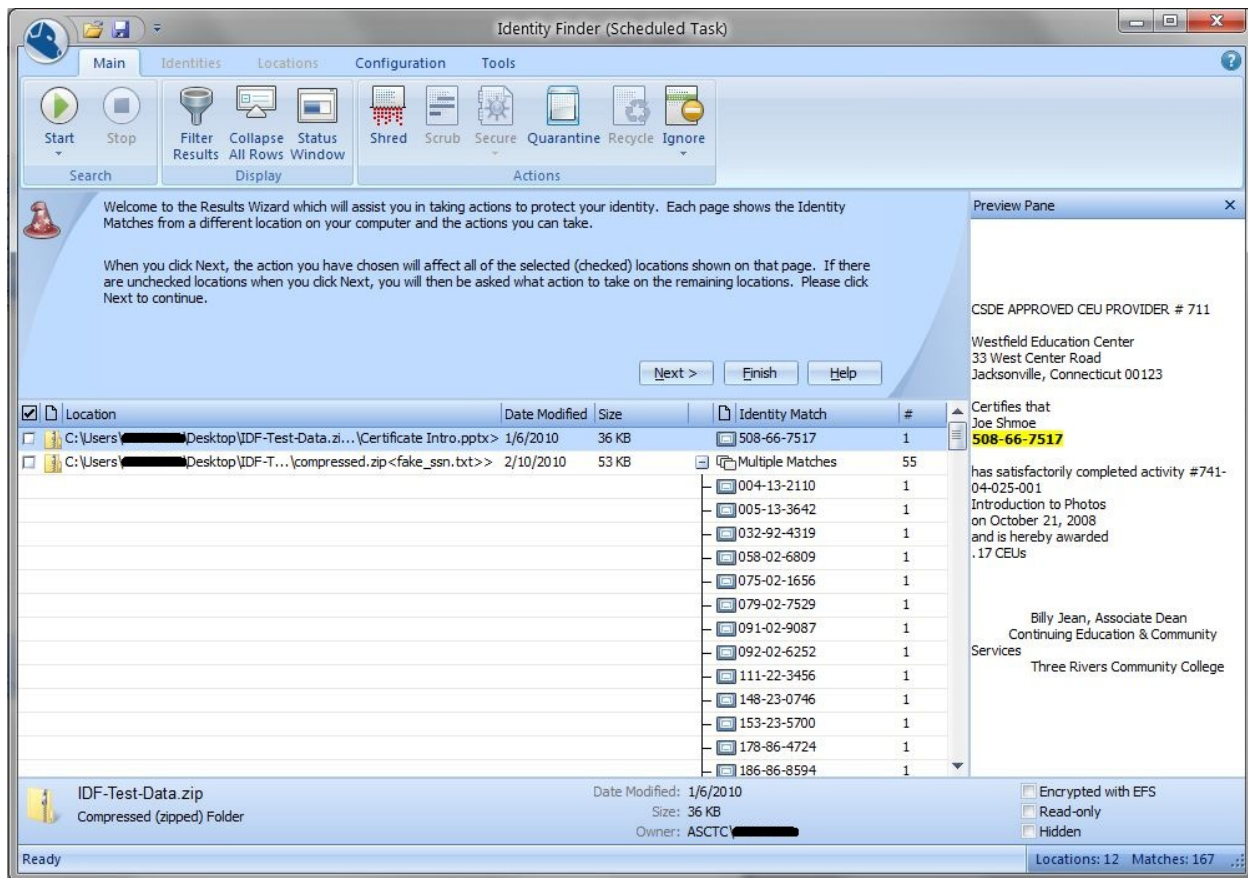 Identity Finder (Scheduled Task)
Main Identities Locations Configuration Tools
Start Stop Filter Results Collapse All Rows Status Window Shred Scrub Secure Quarantine Recycle Ignore
Search Display Actions
Welcome to the Results Wizard which will assist you in taking actions to protect your identity. Each page shows the Identity
Matches from a different location on your computer and the actions you can take.
When you click Next, the action you have chosen will affect all of the selected (checked) locations shown on that page. If there
are unchecked locations when you click Next, you will then be asked what action to take on the remaining locations. Please click
Next to continue.
Next > Finish Help
Location Date Modified Size Identity Match #
C:\Users\ \Desktop\IDF-Test-Data.zi...\Certificate Intro.pptx> 1/6/2010 36 KB 508-66-7517 1
C:\Users\ \Desktop\IDF-T...\compressed.zip<fake_ssn.txt>> 2/10/2010 53 KB Multiple Matches 55
004-13-2110 1
005-13-3642 1
032-92-4319 1
058-02-6809 1
075-02-1656 1
079-02-7529 1
091-02-9087 1
092-02-6252 1
111-22-3456 1
148-23-0746 1
153-23-5700 1
178-86-4724 1
186-86-8594 1
Preview Pane
CSDE APPROVED CEU PROVIDER # 711
Westfield Education Center
33 West Center Road
Jacksonville, Connecticut 00123
Certifies that
Joe Shmoe
508-66-7517
has satisfactorily completed activity #741-
04-025-001
Introduction to Photos
on October 21, 2008
and is hereby awarded
.17 CEUs
Billy Jean, Associate Dean
Continuing Education & Community
Services
Three Rivers Community College
IDF-Test-Data.zip
Compressed (zipped) Folder
Date Modified: 1/6/2010
Size: 36 KB
Owner: ASCTC\
Encrypted with EFS
Read-only
Hidden
Ready Locations: 12 Matches: 167